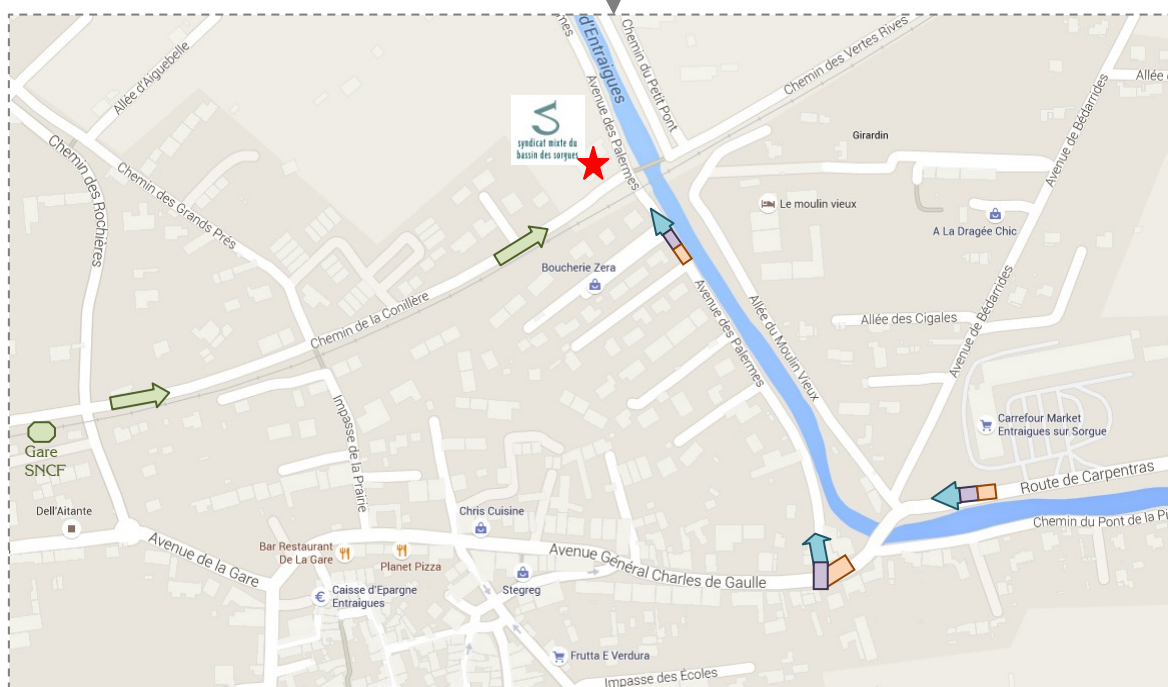 mes
d'Entraigues
Chemin du Petit Pont
Chemin des Vertes Rives
Avenue de Bédarrides
Allée d
Allée d'Aiguebelle
Avenue des Palermes
syndicat mixte du
bassin des sorgues
Girardin
Chemin des Rochières
Chemin des Grands Prés
Le moulin vieux
A La Dragée Chic
Boucherie Zera
Chemin de la Conillère
Avenue des Palermes
Allée du Moulin Vieux
Allée des Cigales
Avenue de Bédarrides
Impasse de la Prairie
Carrefour Market
Entraigues sur Sorgue
Gare
SNCF
Route de Carpentras
Dell'Aitante
Chris Cuisine
Chemin du Pont de la Pi
Avenue de la Gare
Bar Restaurant
De La Gare
Planet Pizza
Avenue Général Charles de Gaulle
Caisse d'Epargne
Entraigues
€
Stegreg
Frutta E Verdura
Impasse des Écoles